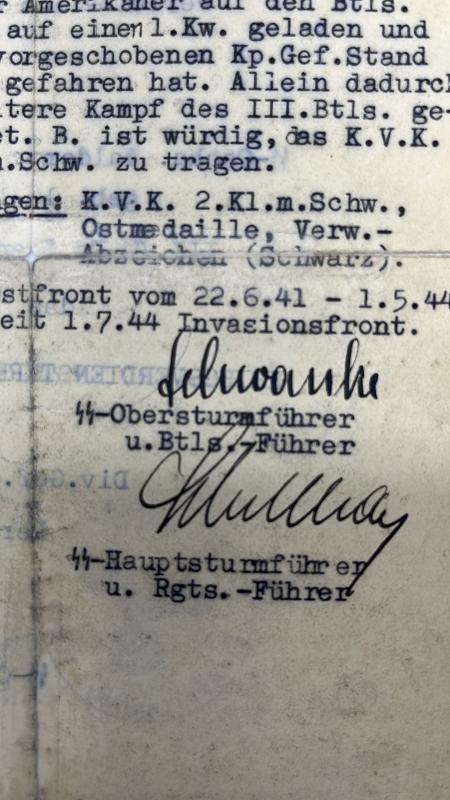 Amerikaner auf den Btls.
auf einen l.Kw. geladen und
vorgeschobenen Kp.Gef.Stand
gefahren hat. Allein dadurch
itere Kampf des III.Btls. ge-
et. B. ist würdig, das K.V.K.
m.Schw. zu tragen.
gen: K.V.K. 2.Kl.m.Schw.,
Ostmedaille, Verw.-
Abzeichen (Schwarz).
stfront vom 22.6.41 - 1.5.44
eit 1.7.44 Invasionsfront.
Schwanke
ᛋᛋ-Obersturmführer
u.Btls.-Führer
ᛋᛋ-Hauptsturmführer
u. Rgts.-Führer